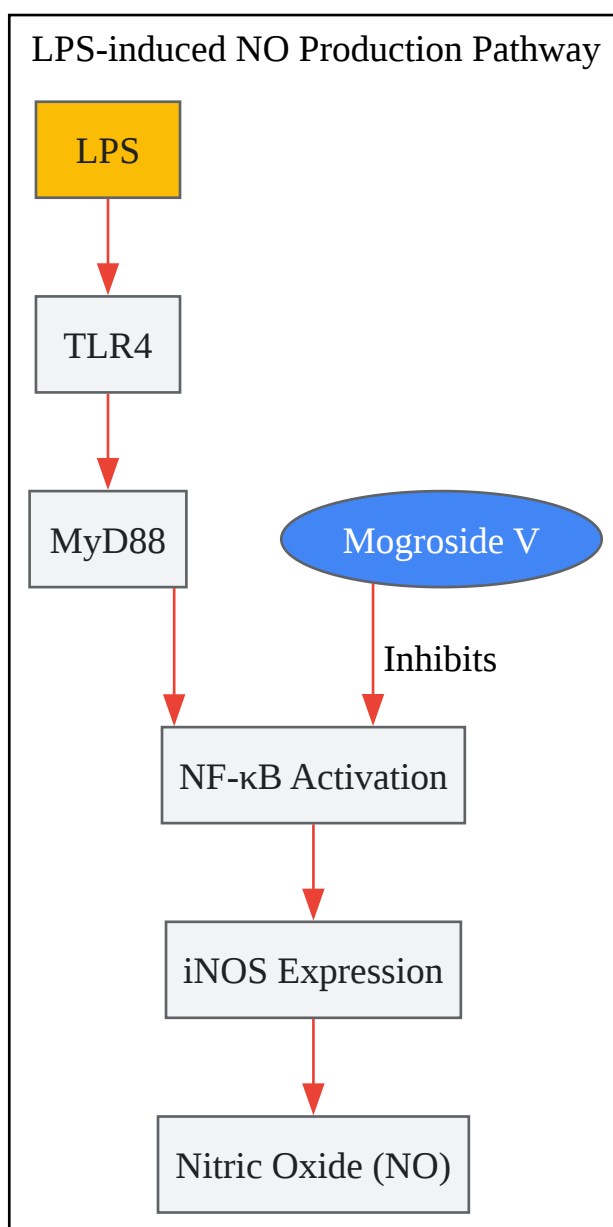 LPS-induced NO Production Pathway
LPS
TLR4
MyD88
Mogroside V
Inhibits
NF-κB Activation
iNOS Expression
Nitric Oxide (NO)